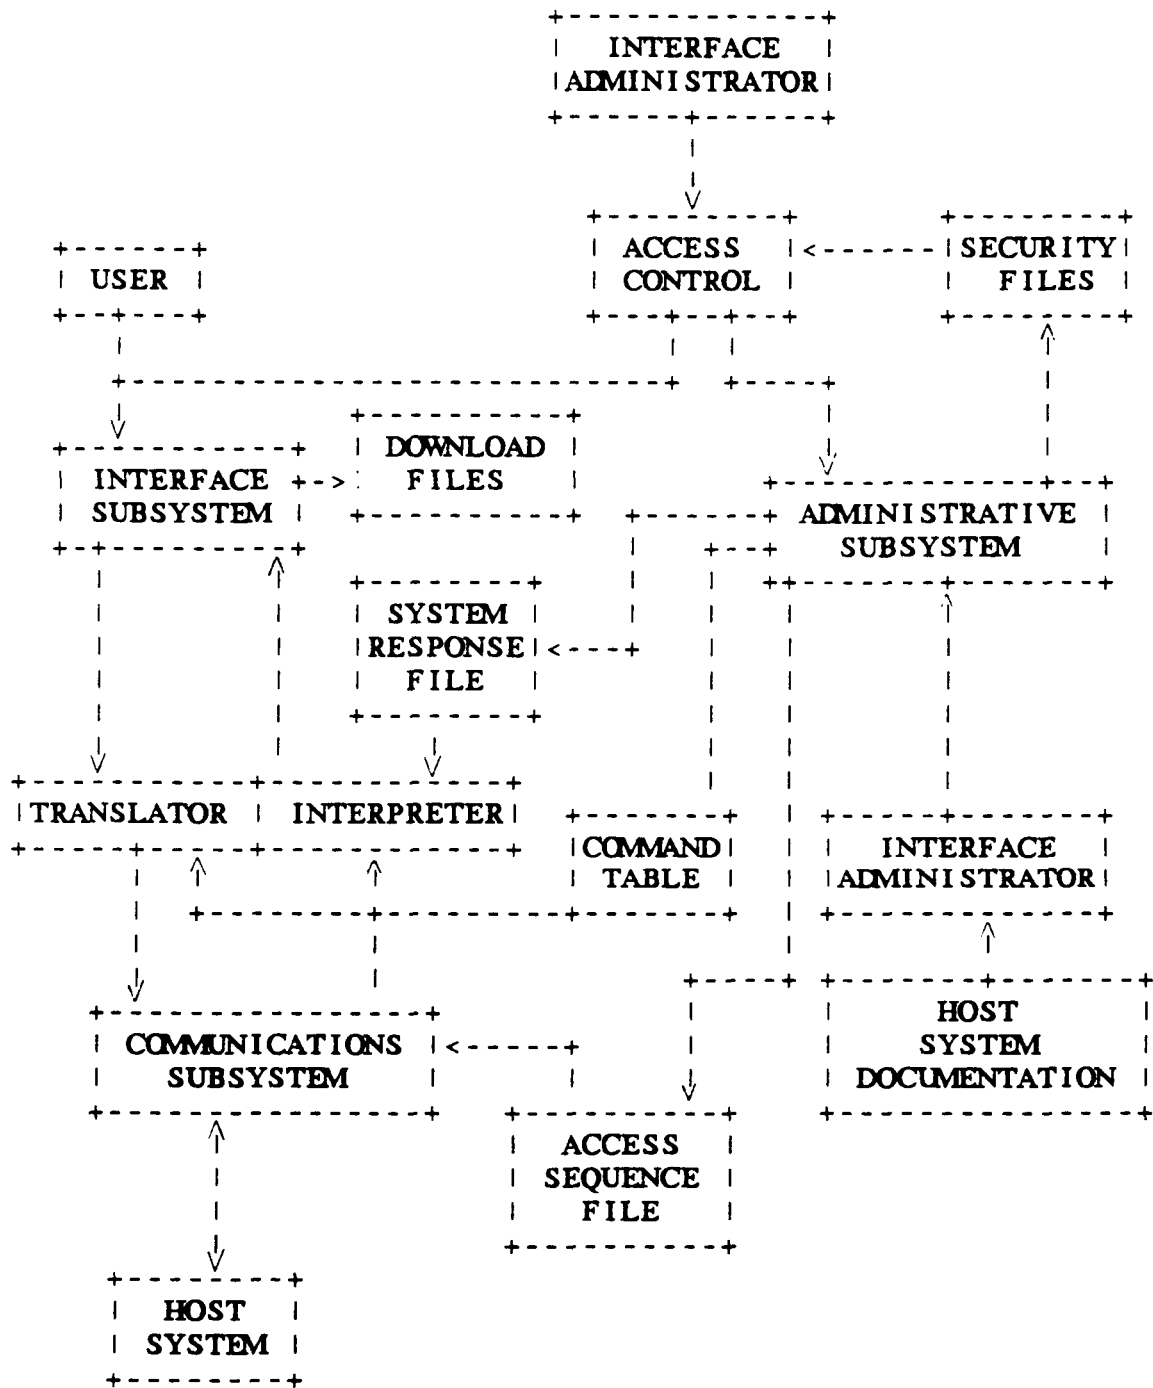 INTERFACE
ADMINISTRATOR
ACCESS
CONTROL
SECURITY
FILES
USER
DOWNLOAD
FILES
INTERFACE
SUBSYSTEM
ADMINISTRATIVE
SUBSYSTEM
SYSTEM
RESPONSE
FILE
TRANSLATOR
INTERPRETER
COMMAND
TABLE
INTERFACE
ADMINISTRATOR
COMMUNICATIONS
SUBSYSTEM
HOST
SYSTEM
DOCUMENTATION
ACCESS
SEQUENCE
FILE
HOST
SYSTEM